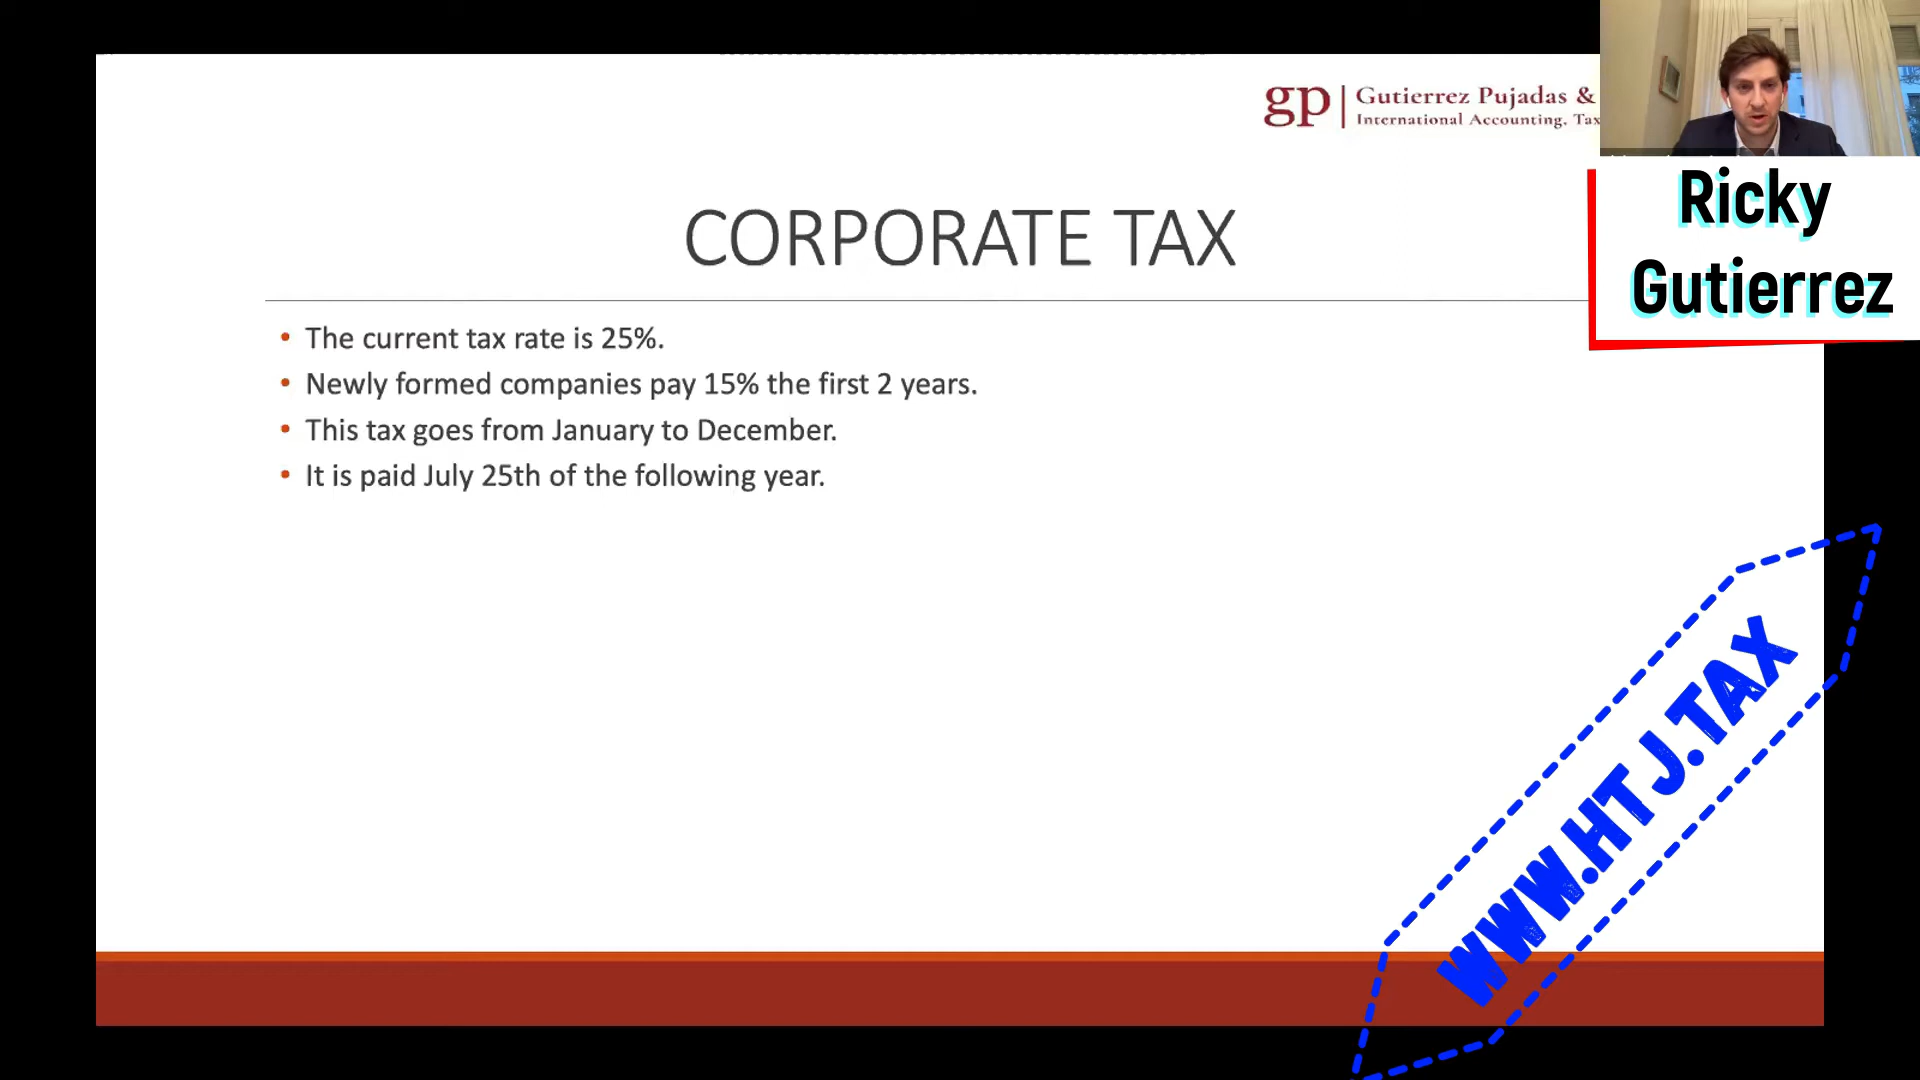 gp
Gutierrez Pujadas &
International Accounting. Tax
Ricky
Gutierrez
CORPORATE TAX
• The current tax rate is 25%.
• Newly formed companies pay 15% the first 2 years.
• This tax goes from January to December.
• It is paid July 25th of the following year.
WWW.HTJ.TAX